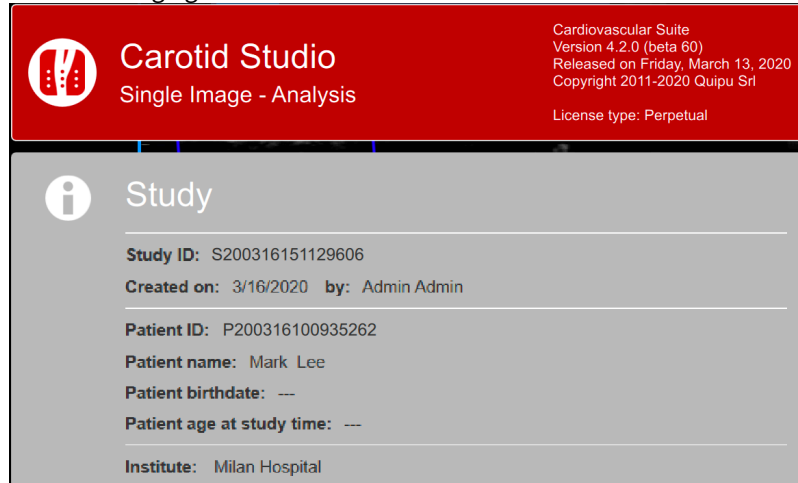 Carotid Studio
Single Image - Analysis
Cardiovascular Suite
Version 4.2.0 (beta 60)
Released on Friday, March 13, 2020
Copyright 2011-2020 Quipu Srl
License type: Perpetual
Study
Study ID: S200316151129606
Created on: 3/16/2020 by: Admin Admin
Patient ID: P200316100935262
Patient name: Mark Lee
Patient birthdate: ---
Patient age at study time: ---
Institute: Milan Hospital